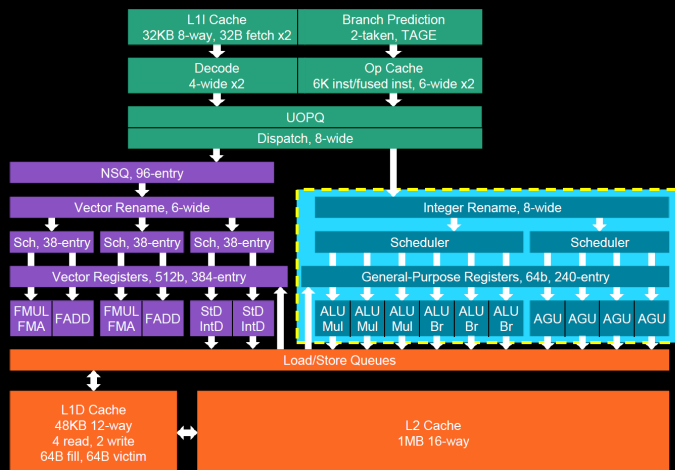 L1I Cache
32KB 8-way, 32B fetch x2
Branch Prediction
2-taken, TAGE
Decode
4-wide x2
Op Cache
6K inst/fused inst, 6-wide x2
UOPQ
Dispatch, 8-wide
NSQ, 96-entry
Vector Rename, 6-wide
Integer Rename, 8-wide
Sch, 38-entry
Sch, 38-entry
Sch, 38-entry
Scheduler
Scheduler
Vector Registers, 512b, 384-entry
General-Purpose Registers, 64b, 240-entry
FMUL
FMA
FADD
FMUL
FMA
FADD
StD
IntD
StD
IntD
ALU
Mul
ALU
Mul
ALU
Mul
ALU
Br
ALU
Br
ALU
Br
AGU
AGU
AGU
AGU
Load/Store Queues
L1D Cache
48KB 12-way
4 read, 2 write
64B fill, 64B victim
L2 Cache
1MB 16-way